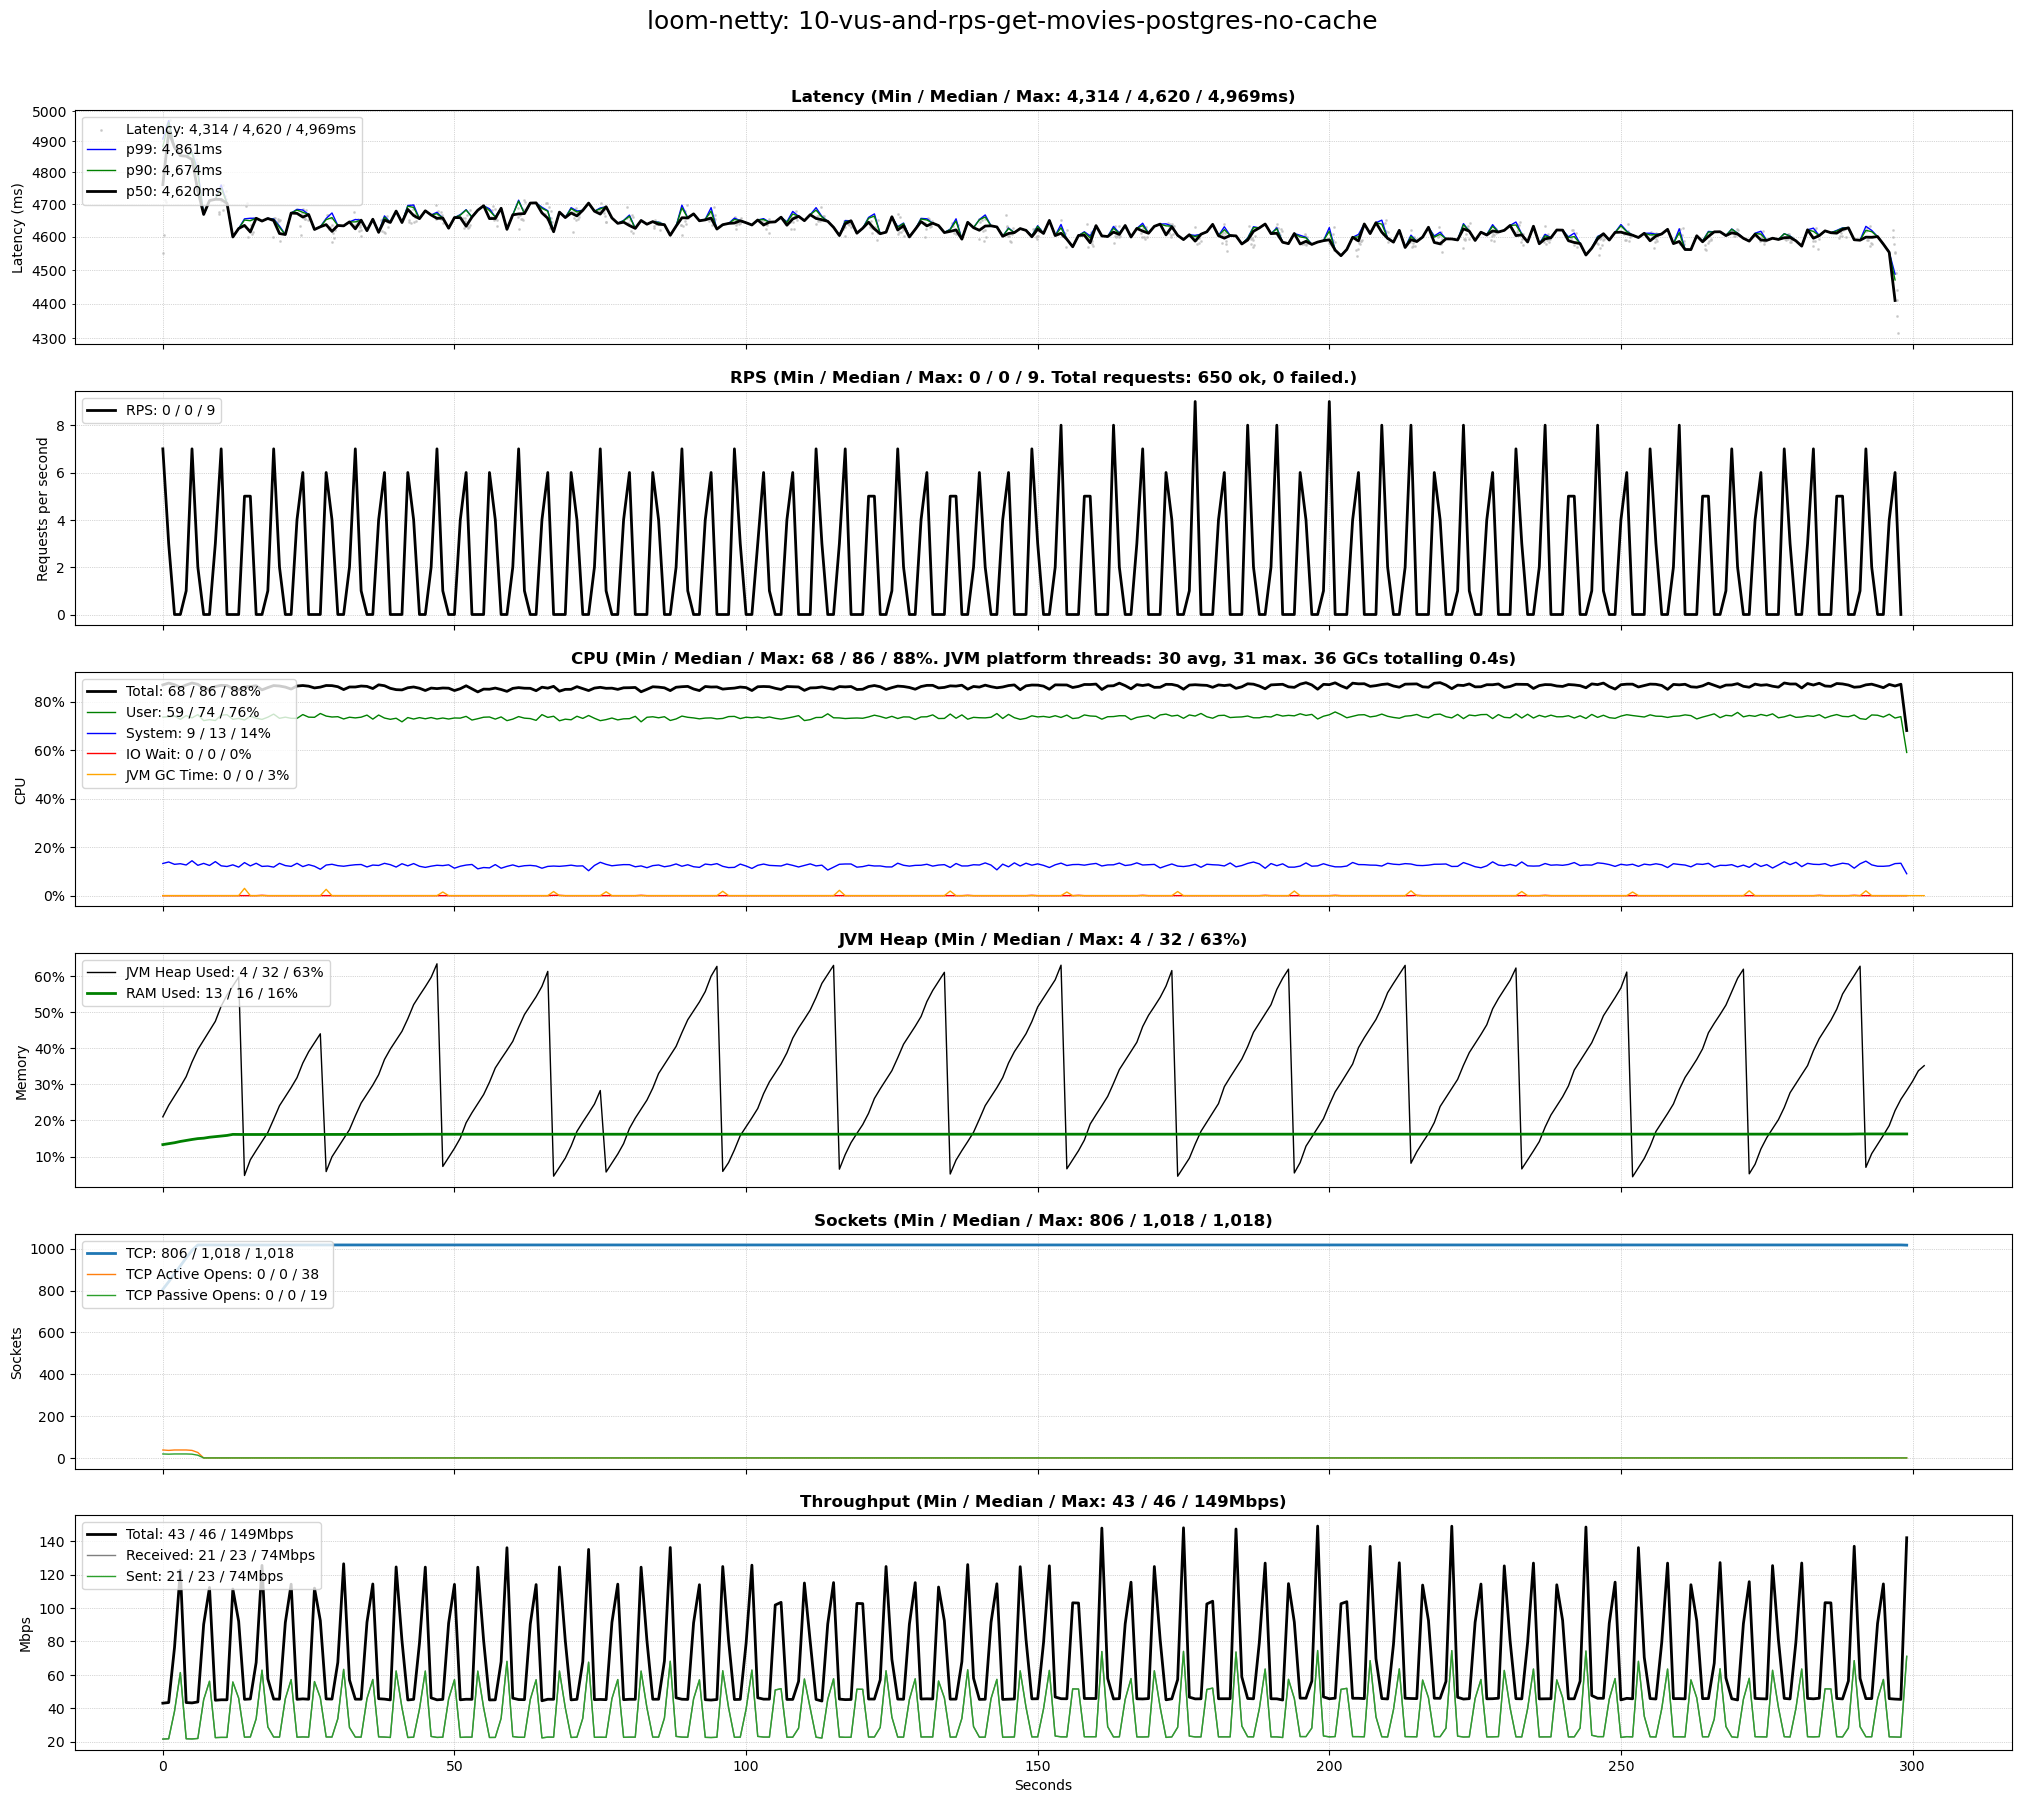 loom-netty: 10-vus-and-rps-get-movies-postgres-no-cache
Latency (Min / Median / Max: 4,314 / 4,620 / 4,969ms)
Latency: 4,314 / 4,620 / 4,969ms
p99: 4,861ms
p90: 4,674ms
p50: 4,620ms
Latency (ms)
5000
4900
4800
4700
4600
4500
4400
4300
RPS (Min / Median / Max: 0 / 0 / 9. Total requests: 650 ok, 0 failed.)
RPS: 0 / 0 / 9
Requests per second
8
6
4
2
0
CPU (Min / Median / Max: 68 / 86 / 88%. JVM platform threads: 30 avg, 31 max. 36 GCs totalling 0.4s)
Total: 68 / 86 / 88%
User: 59 / 74 / 76%
System: 9 / 13 / 14%
IO Wait: 0 / 0 / 0%
JVM GC Time: 0 / 0 / 3%
CPU
80%
60%
40%
20%
0%
JVM Heap (Min / Median / Max: 4 / 32 / 63%)
JVM Heap Used: 4 / 32 / 63%
RAM Used: 13 / 16 / 16%
Memory
60%
50%
40%
30%
20%
10%
Sockets (Min / Median / Max: 806 / 1,018 / 1,018)
TCP: 806 / 1,018 / 1,018
TCP Active Opens: 0 / 0 / 38
TCP Passive Opens: 0 / 0 / 19
Sockets
1000
800
600
400
200
0
Throughput (Min / Median / Max: 43 / 46 / 149Mbps)
Total: 43 / 46 / 149Mbps
Received: 21 / 23 / 74Mbps
Sent: 21 / 23 / 74Mbps
Mbps
140
120
100
80
60
40
20
0 50 100 150 200 250 300
Seconds